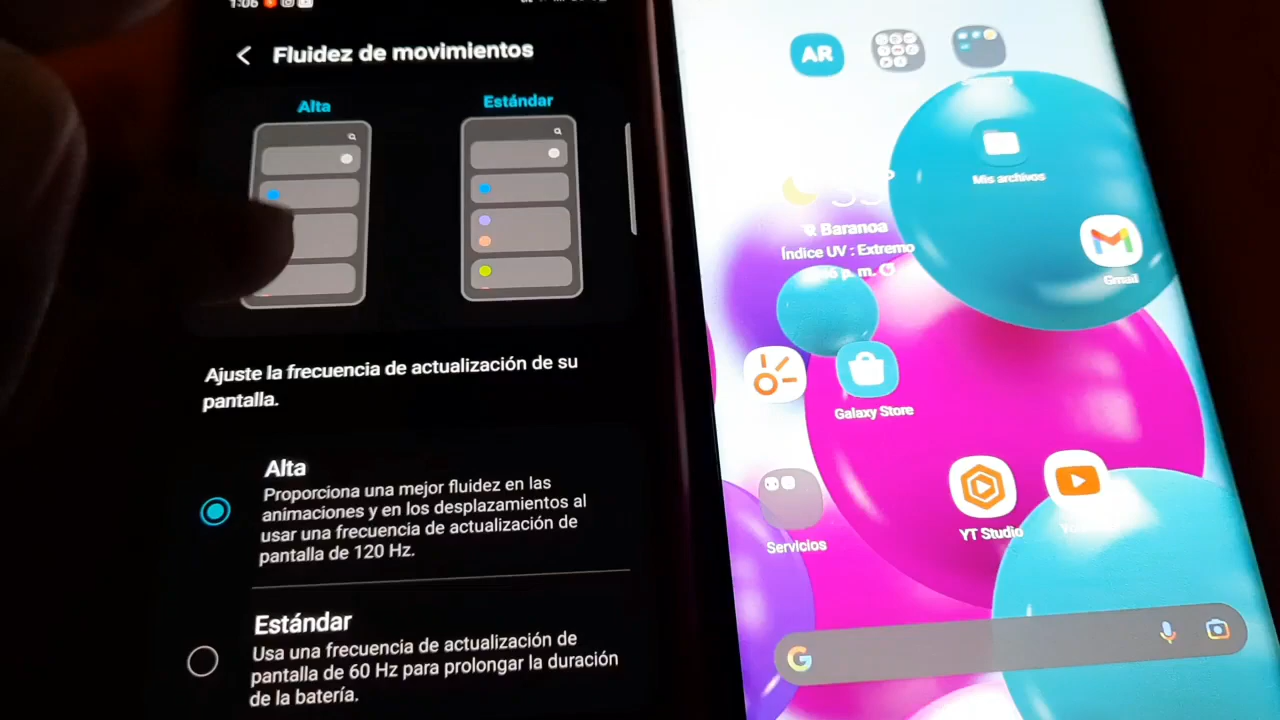 1:06
Fluidez de movimientos
Alta
Estándar
Ajuste la frecuencia de actualización de su
pantalla.
Alta
Proporciona una mejor fluidez en las
animaciones y en los desplazamientos al
usar una frecuencia de actualización de
pantalla de 120 Hz.
Estándar
Usa una frecuencia de actualización de
pantalla de 60 Hz para prolongar la duración
de la batería.
AR
Mis archivos
Baranoa
Índice UV : Extremo
p. m.
Gmail
Galaxy Store
YT Studio
Servicios
G